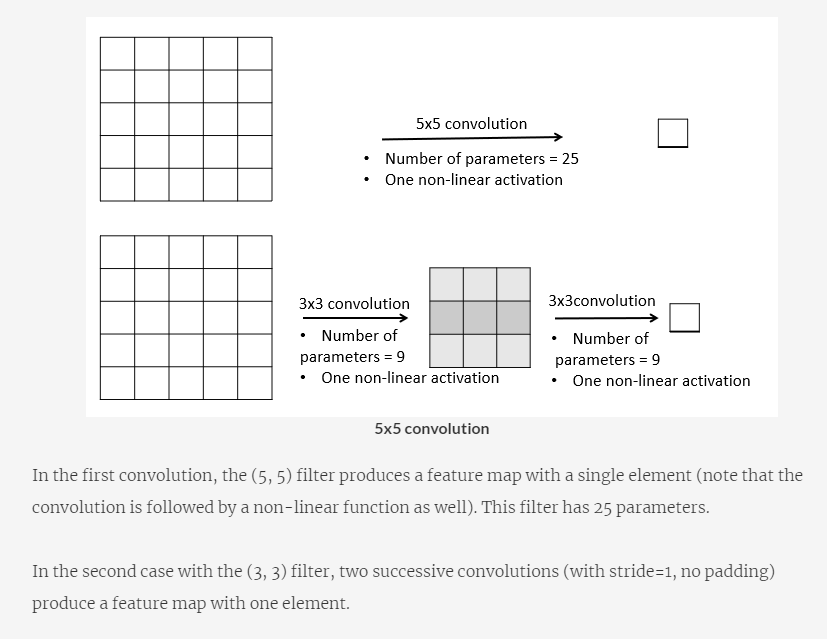 5x5 convolution
• Number of parameters = 25
• One non-linear activation
3x3 convolution
• Number of
parameters = 9
• One non-linear activation
3x3convolution
• Number of
parameters = 9
• One non-linear activation
5x5 convolution
In the first convolution, the (5, 5) filter produces a feature map with a single element (note that the
convolution is followed by a non-linear function as well). This filter has 25 parameters.
In the second case with the (3, 3) filter, two successive convolutions (with stride=1, no padding)
produce a feature map with one element.